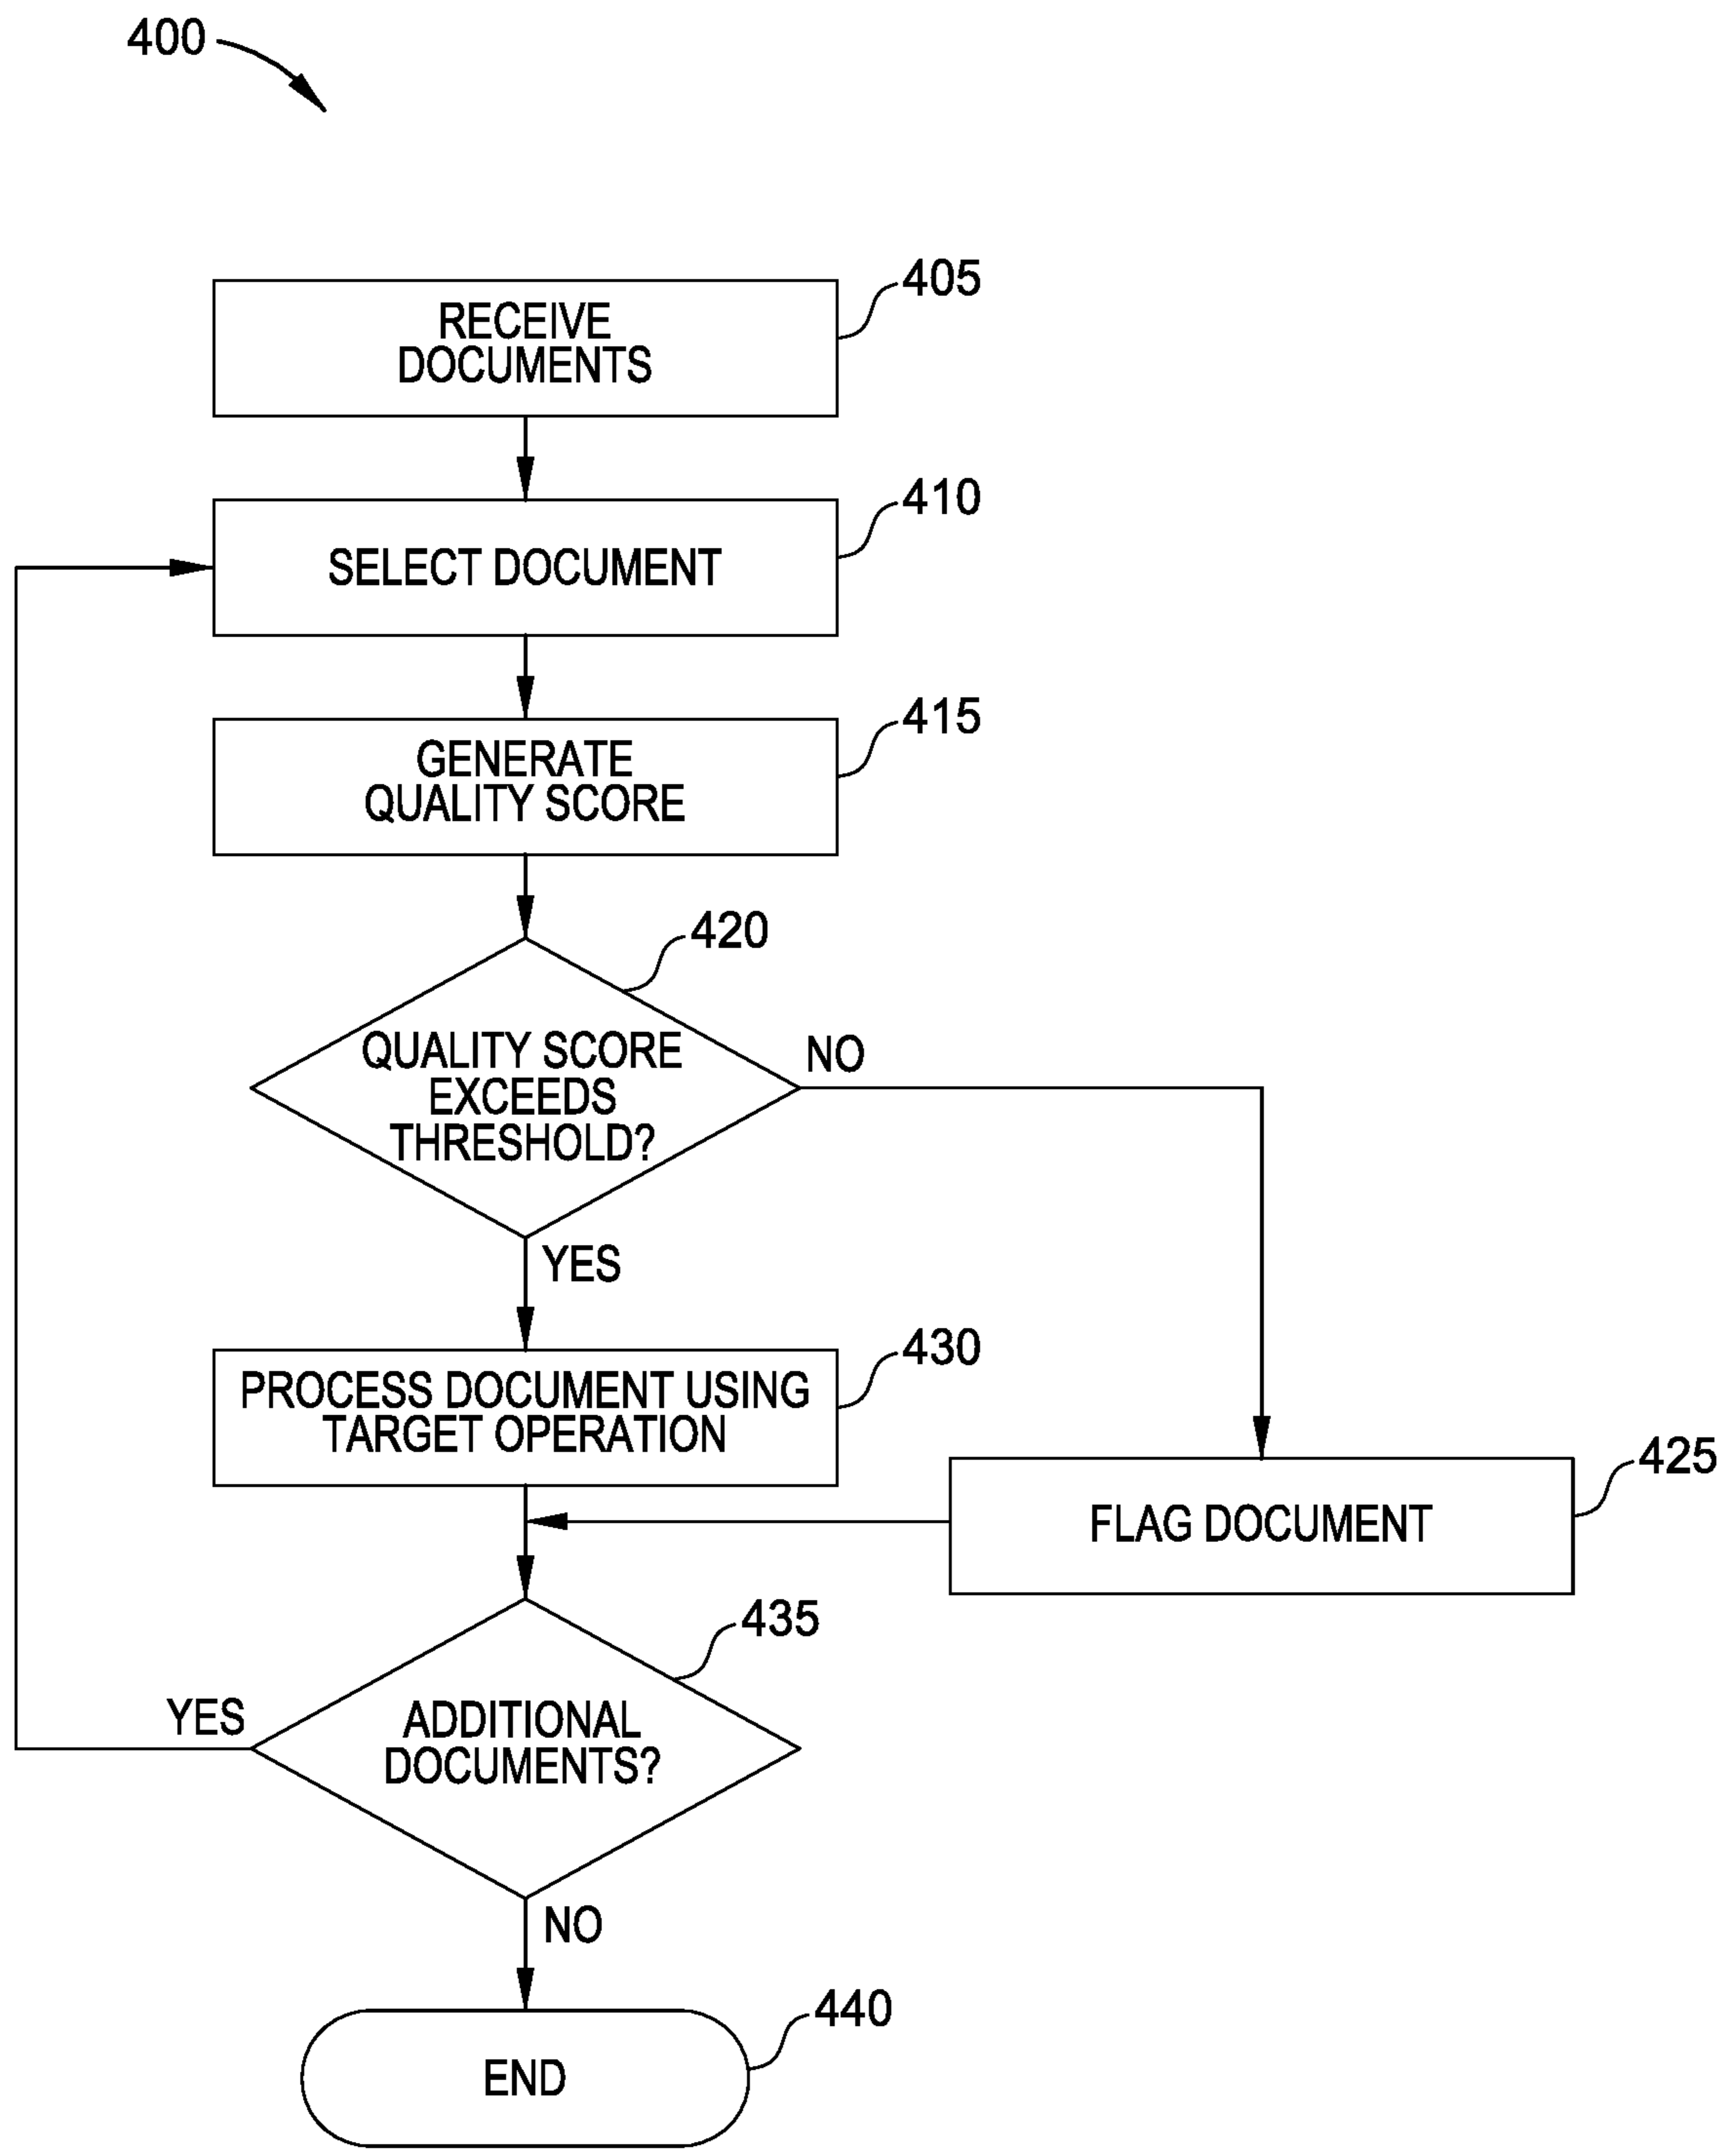 400
405
RECEIVE
DOCUMENTS
410
SELECT DOCUMENT
415
GENERATE
QUALITY SCORE
420
QUALITY SCORE
EXCEEDS
THRESHOLD?
NO
YES
430
PROCESS DOCUMENT USING
TARGET OPERATION
425
FLAG DOCUMENT
435
ADDITIONAL
DOCUMENTS?
YES
NO
440
END